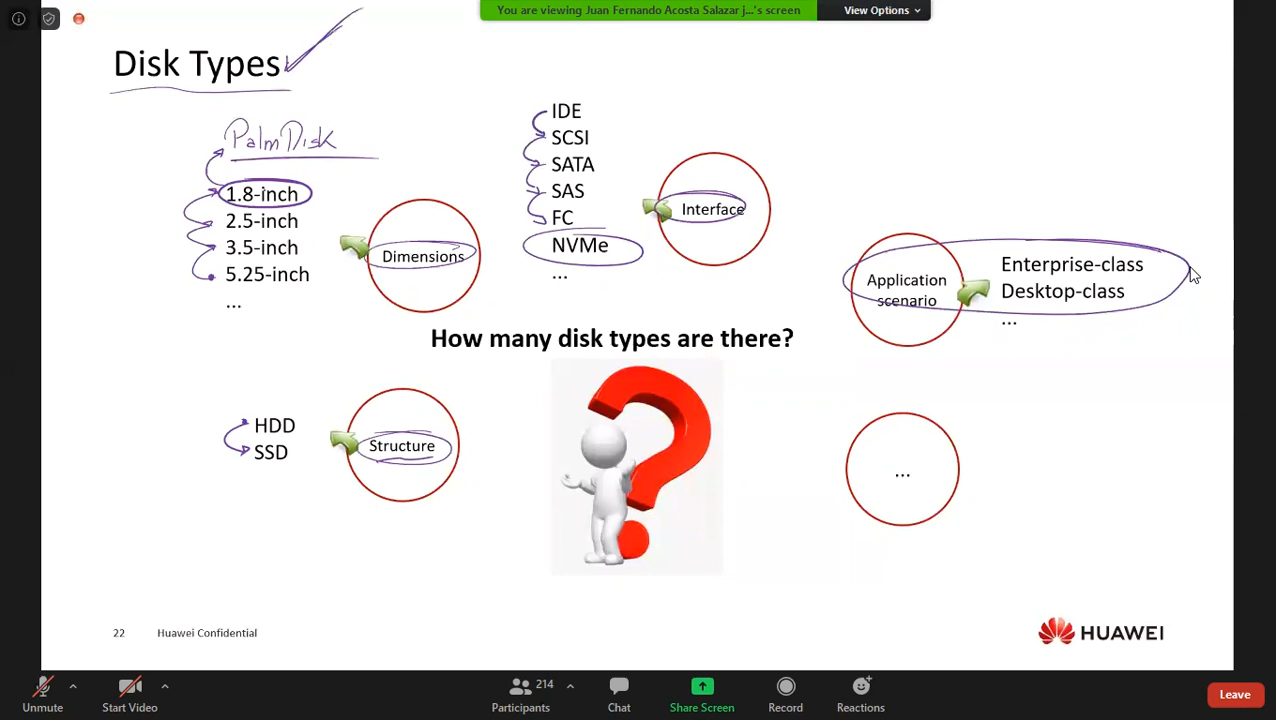 You are viewing Juan Fernando Acosta Salazar j...'s screen
View Options
Disk Types
PalmDisk
1.8-inch
2.5-inch
3.5-inch
5.25-inch
...
Dimensions
IDE
SCSI
SATA
SAS
FC
NVMe
...
Interface
Application
scenario
Enterprise-class
Desktop-class
...
How many disk types are there?
HDD
SSD
Structure
...
22
Huawei Confidential
HUAWEI
Unmute
Start Video
214
Participants
Chat
Share Screen
Record
Reactions
Leave